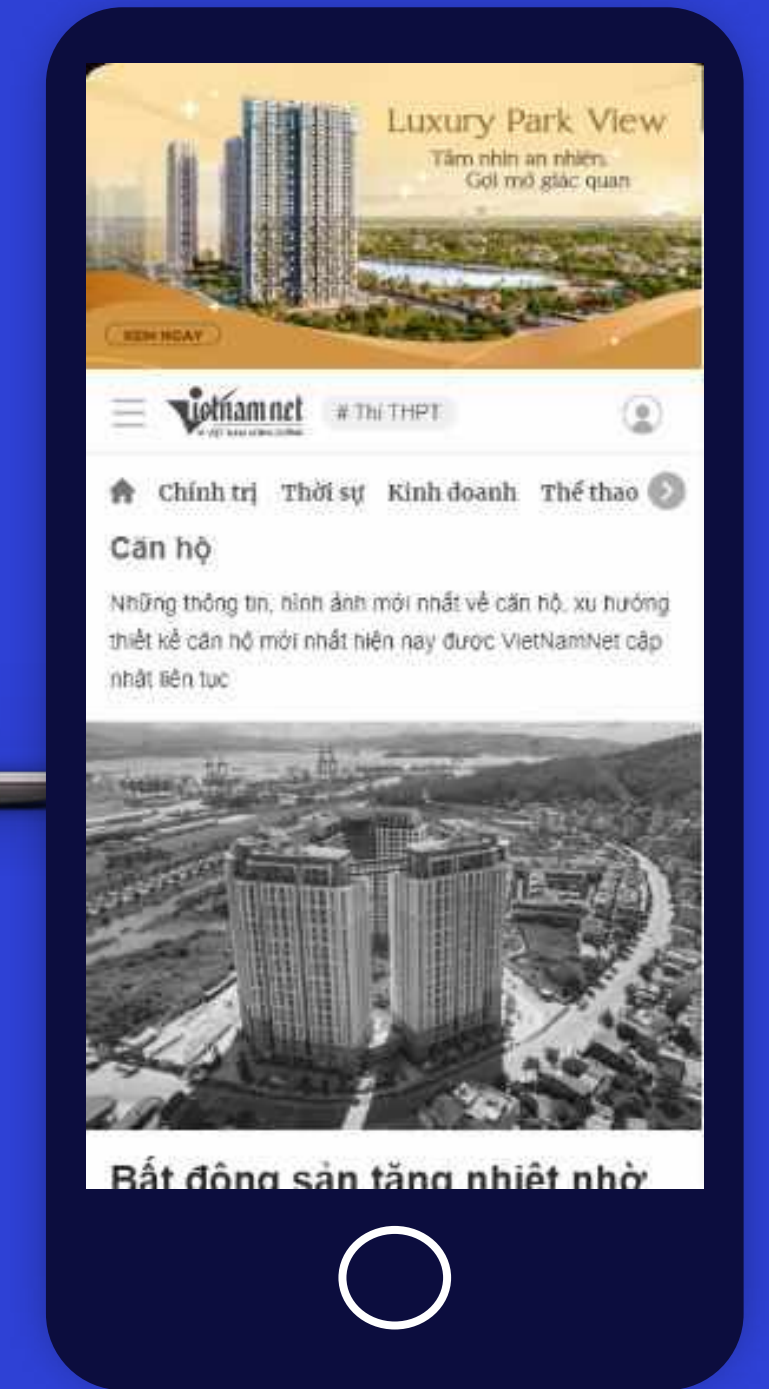 Luxury Park View
Tầm nhìn an nhiên,
Gợi mở giác quan
XEM NGAY
Vietnamnet
# Thi THPT
Chính trị Thời sự Kinh doanh Thể thao
Căn hộ
Những thông tin, hình ảnh mới nhất về căn hộ, xu hướng
thiết kế căn hộ mới nhất hiện nay được VietNamNet cập
nhật liên tục
Bất động sản tăng nhiệt nhờ